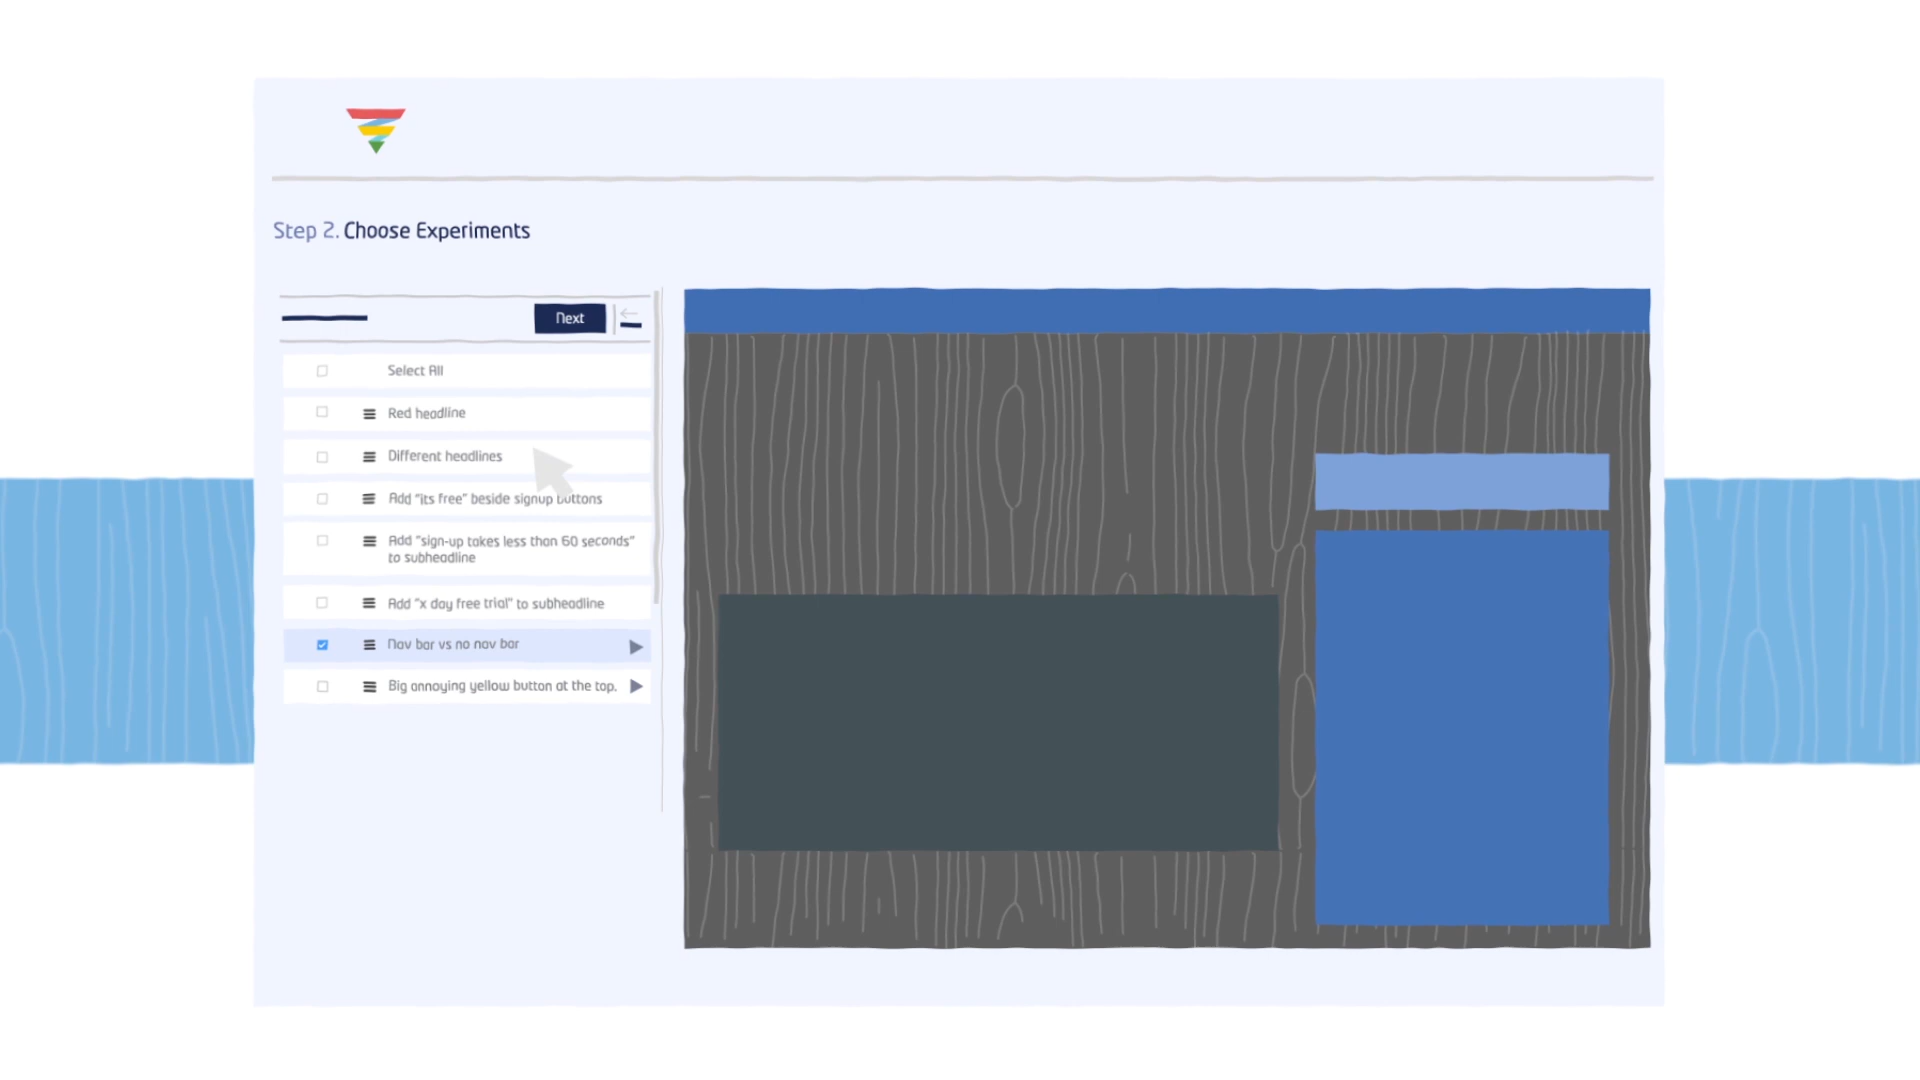 Step 2. Choose Experiments
Next
Select All
Red headline
Different headlines
Add "its free" beside signup buttons
Add "sign-up takes less than 60 seconds"
to subheadline
Add "x day free trial" to subheadline
Nav bar vs no nav bar
Big annoying yellow button at the top.